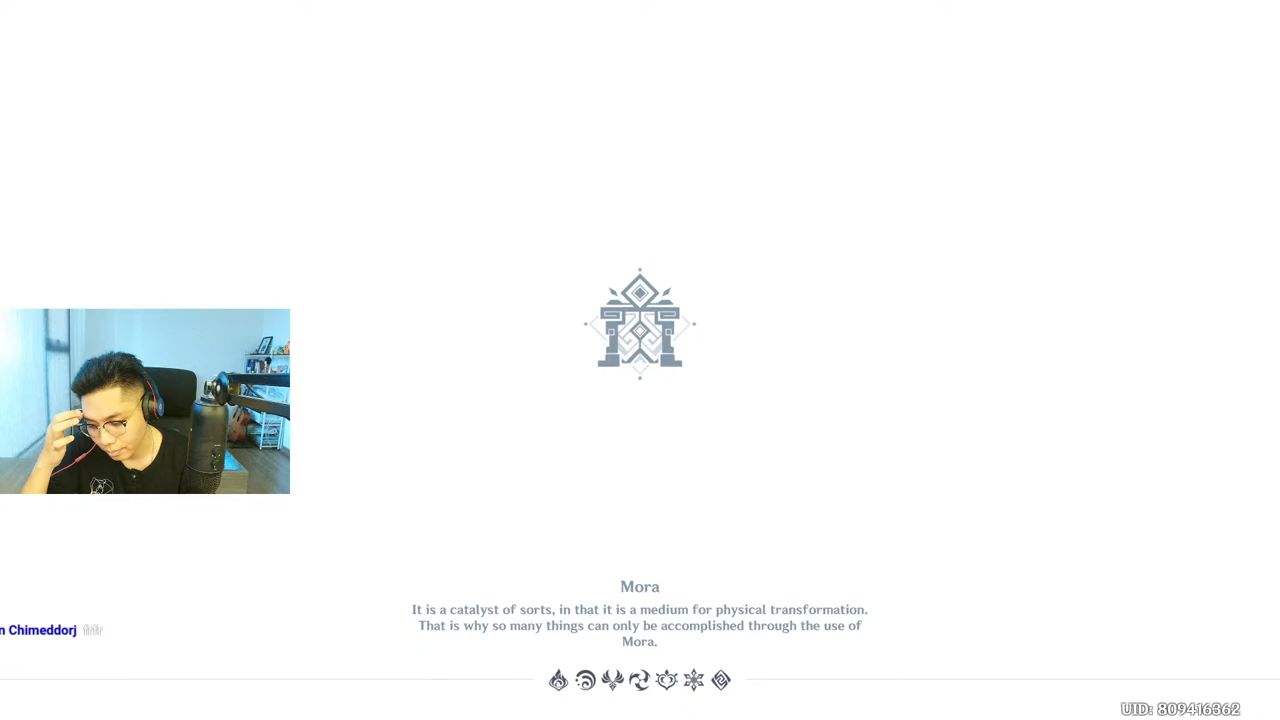 Mora
It is a catalyst of sorts, in that it is a medium for physical transformation.
That is why so many things can only be accomplished through the use of
Mora.
n Chimeddorj frfr
UID: 809416362